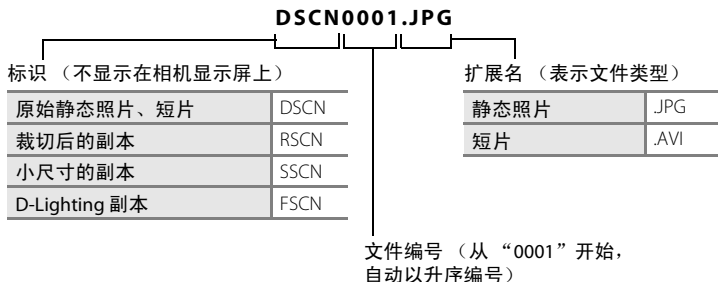 DSCN0001.JPG
标识 （不显示在相机显示屏上）
原始静态照片、短片 DSCN
裁切后的副本 RSCN
小尺寸的副本 SSCN
D-Lighting 副本 FSCN
扩展名 （表示文件类型）
静态照片 .JPG
短片 .AVI
文件编号 （从 “0001”开始，
自动以升序编号）